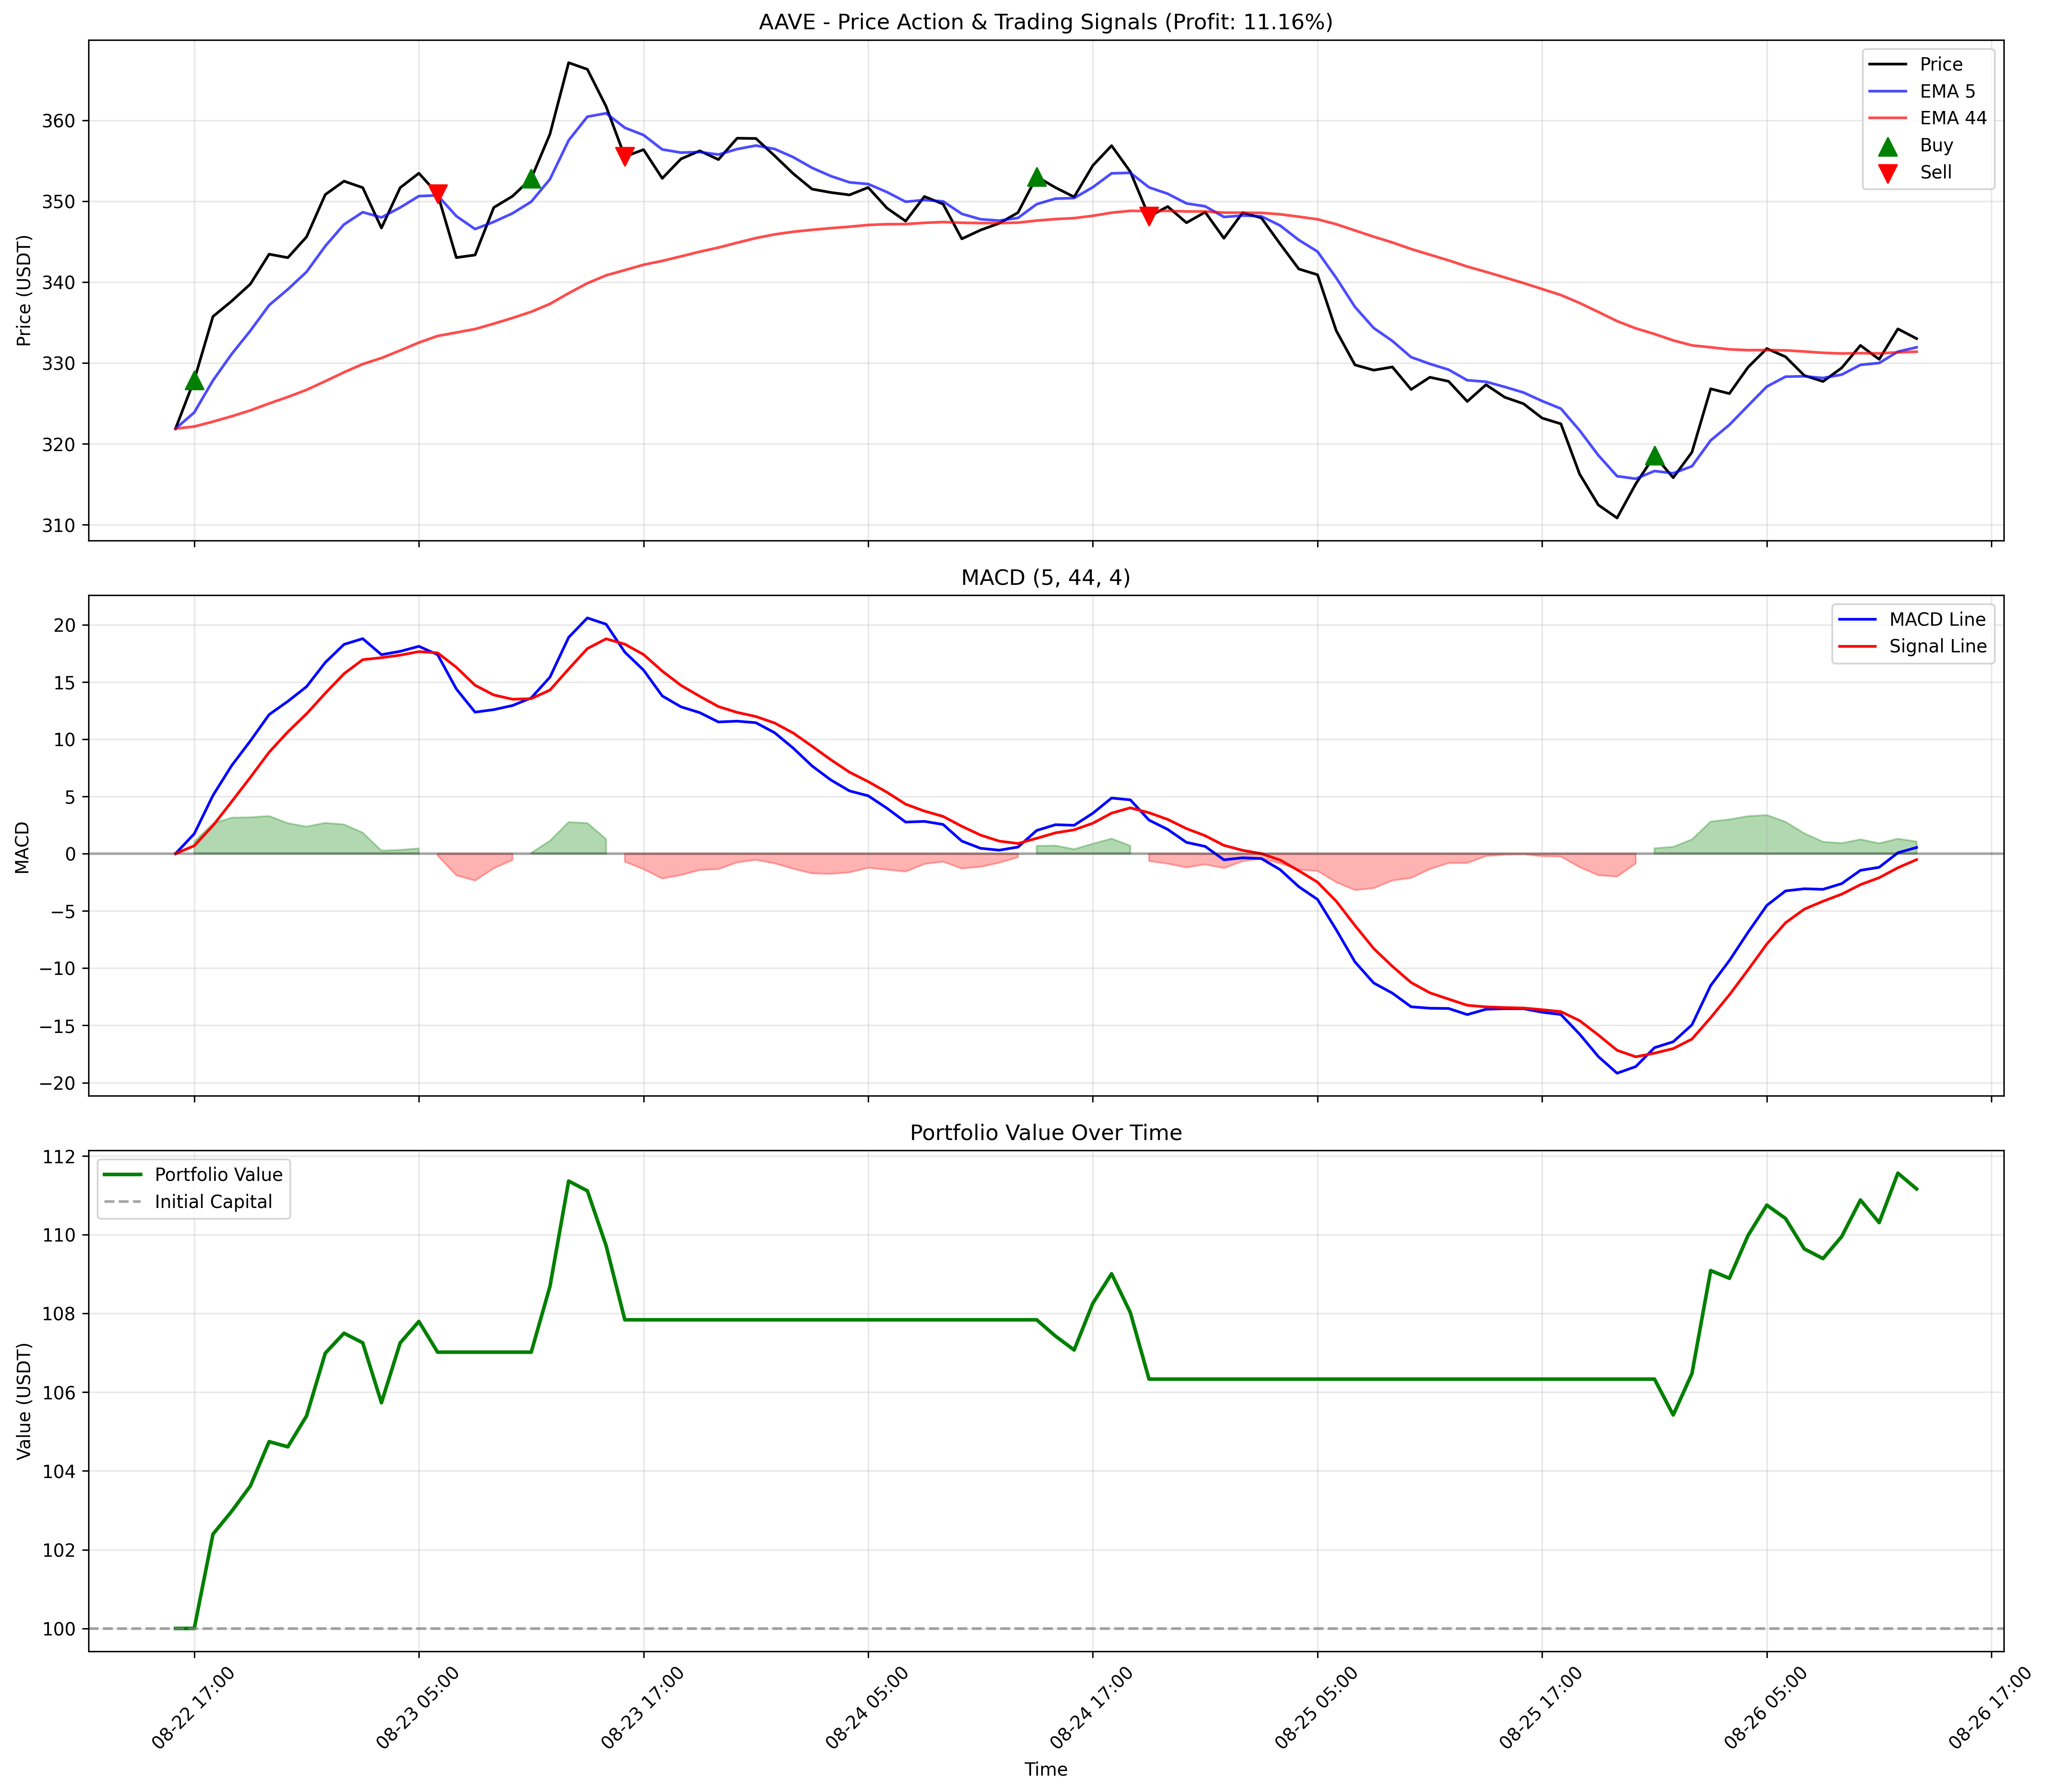 AAVE - Price Action & Trading Signals (Profit: 11.16%)
Price (USDT)
360
350
340
330
320
310
Price
EMA 5
EMA 44
Buy
Sell
MACD (5, 44, 4)
MACD
20
15
10
5
0
−5
−10
−15
−20
MACD Line
Signal Line
Portfolio Value Over Time
Value (USDT)
112
110
108
106
104
102
100
Portfolio Value
Initial Capital
08-22 17:00
08-23 05:00
08-23 17:00
08-24 05:00
08-24 17:00
08-25 05:00
08-25 17:00
08-26 05:00
08-26 17:00
Time